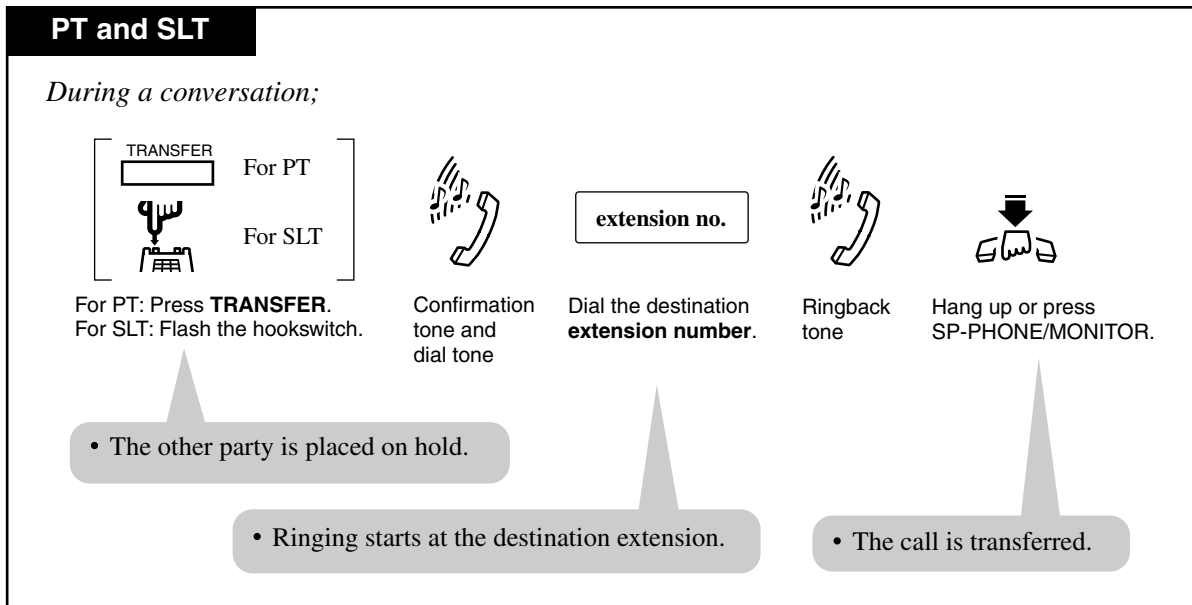 PT and SLT
During a conversation;
TRANSFER
For PT
For SLT
extension no.
For PT: Press TRANSFER.
For SLT: Flash the hookswitch.
Confirmation
tone and
dial tone
Dial the destination
extension number.
Ringback
tone
Hang up or press
SP-PHONE/MONITOR.
• The other party is placed on hold.
• Ringing starts at the destination extension.
• The call is transferred.